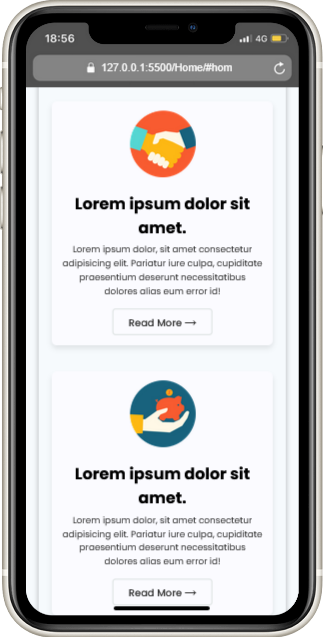 18:56
4G
127.0.0.1:5500/Home/#hom
Lorem ipsum dolor sit
amet.
Lorem ipsum dolor, sit amet consectetur
adipisicing elit. Pariatur iure culpa, cupiditate
praesentium deserunt necessitatibus
dolores alias eum error id!
Read More →
Lorem ipsum dolor sit
amet.
Lorem ipsum dolor, sit amet consectetur
adipisicing elit. Pariatur iure culpa, cupiditate
praesentium deserunt necessitatibus
dolores alias eum error id!
Read More →